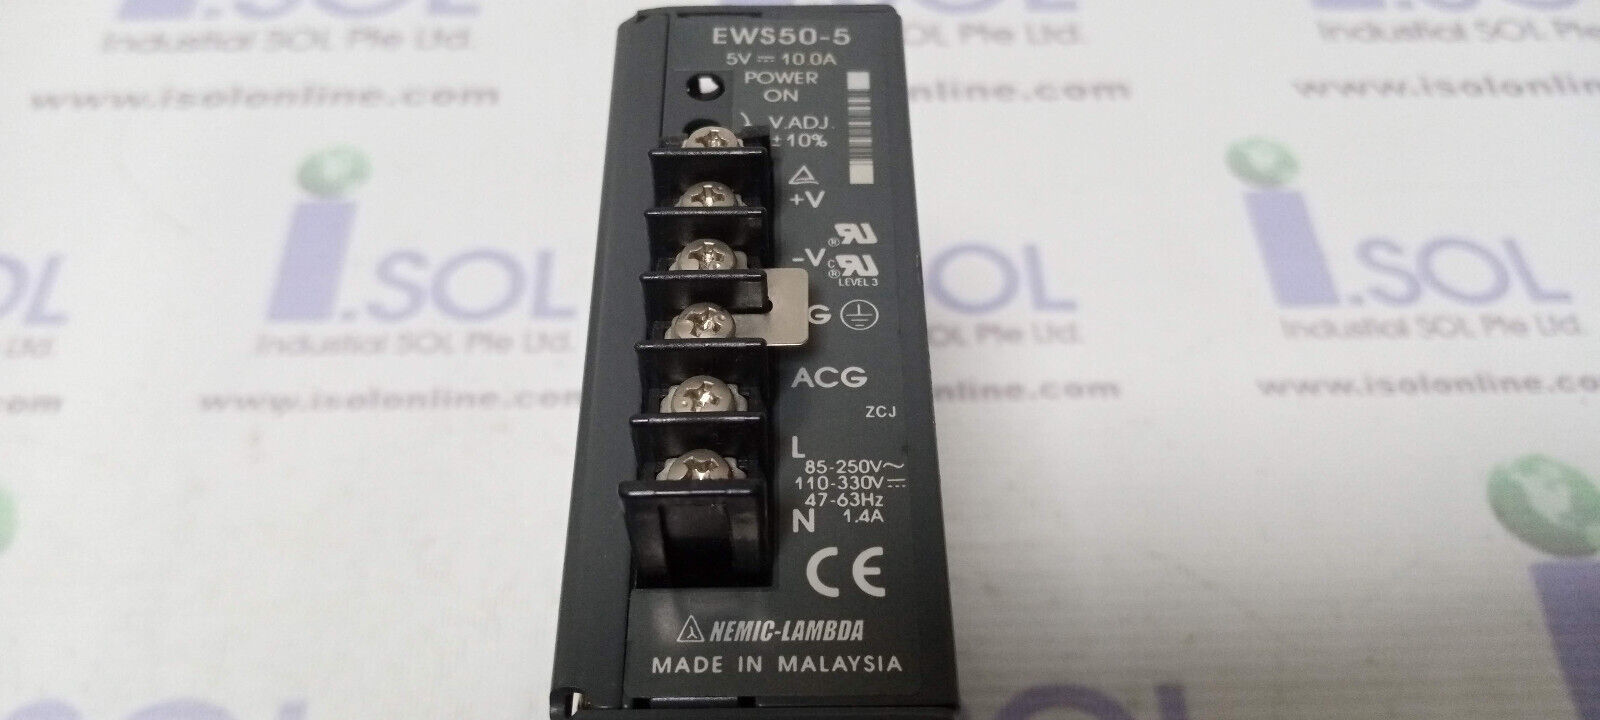 EWS50-5
5V 10.0A
POWER
ON
V.ADJ.
±10%
+V
-V
LEVEL 3
G
ACG
ZCJ
L
85-250V~
110-330V
47-63Hz
N 1.4A
CE
NEMIC-LAMBDA
MADE IN MALAYSIA
Industrial SOL Pte Ltd.
www.isolonline.com
i.SOL
Industrial SOL Pte Ltd.
www.isolonline.com
i.SOL
Industrial SOL Pte Ltd.
www.isolonline.com